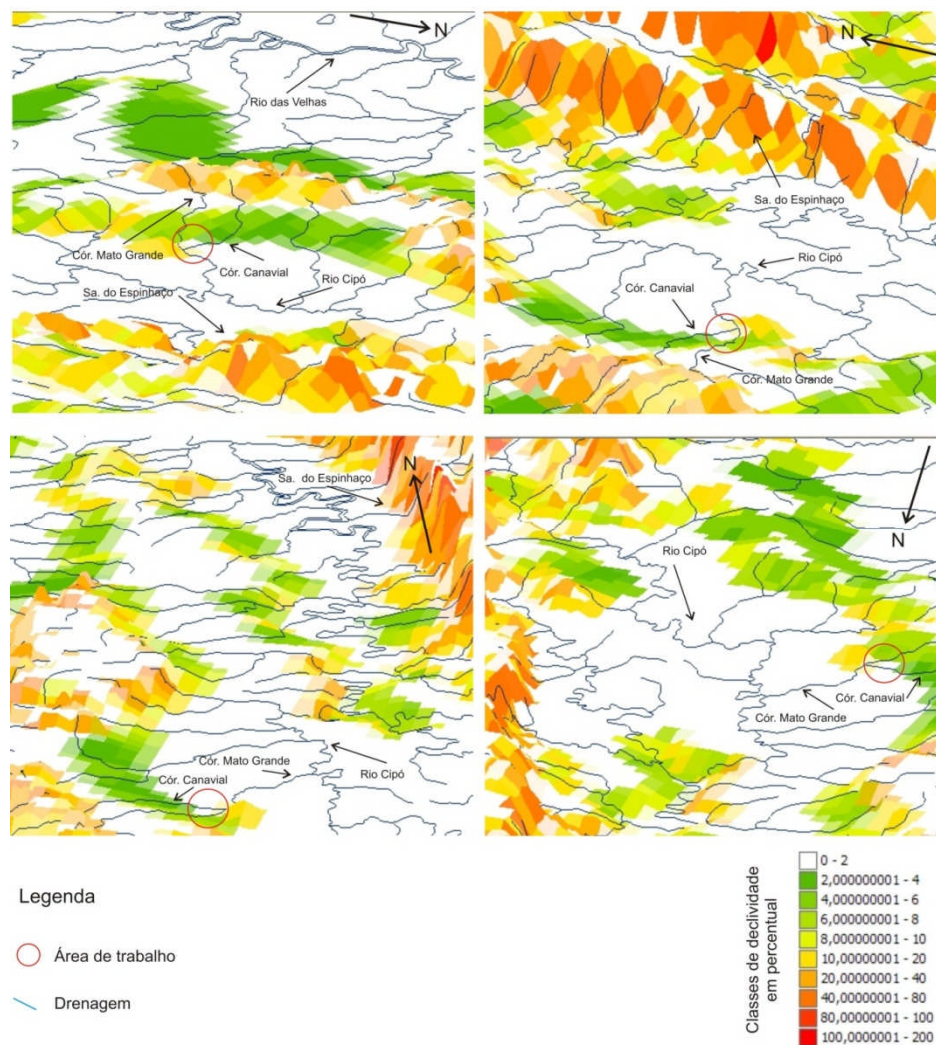 N
Rio das Velhas
Cór. Mato Grande
Cór. Canavial
Rio Cipó
Sa. do Espinhaço
N
Sa. do Espinhaço
Rio Cipó
Cór. Canavial
Cór. Mato Grande
Sa. do Espinhaço
N
Cór. Mato Grande
Cór. Canavial
Rio Cipó
N
Rio Cipó
Cór. Canavial
Cór. Mato Grande
Legenda
Área de trabalho
Drenagem
Classes de declividade
em percentual
0 - 2
2,000000001 - 4
4,000000001 - 6
6,000000001 - 8
8,000000001 - 10
10,00000001 - 20
20,00000001 - 40
40,00000001 - 80
80,00000001 - 100
100,0000001 - 200